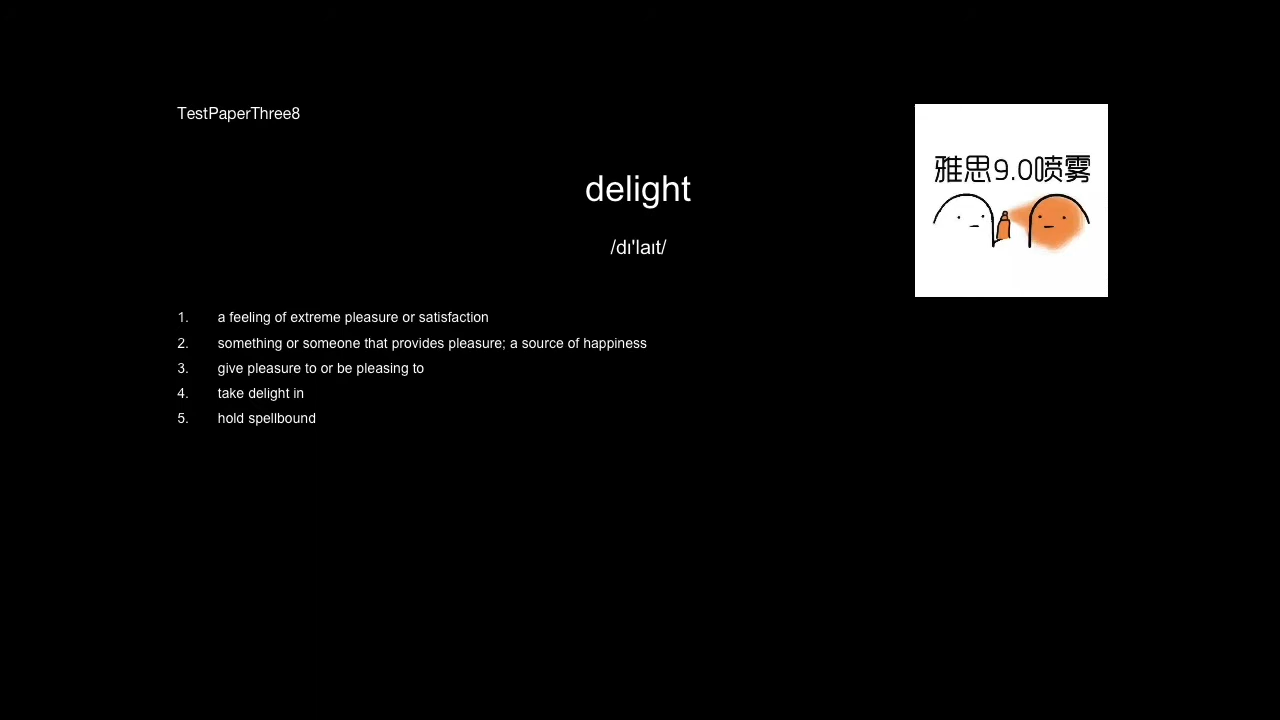 TestPaperThree8
雅思9.0喷雾
delight
/dɪ'laɪt/
1. a feeling of extreme pleasure or satisfaction
2. something or someone that provides pleasure; a source of happiness
3. give pleasure to or be pleasing to
4. take delight in
5. hold spellbound